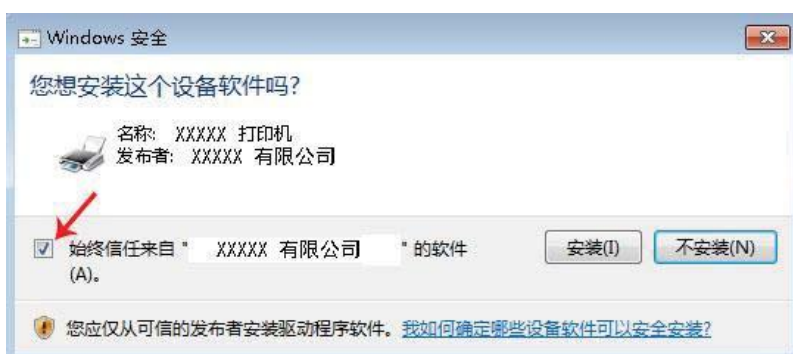 Windows 安全
您想安装这个设备软件吗?
名称: XXXXX 打印机
发布者: XXXXX 有限公司
始终信任来自 " XXXXX 有限公司 " 的软件
(A)。
安装(I) 不安装(N)
您应仅从可信的发布者安装驱动程序软件。我如何确定哪些设备软件可以安全安装?